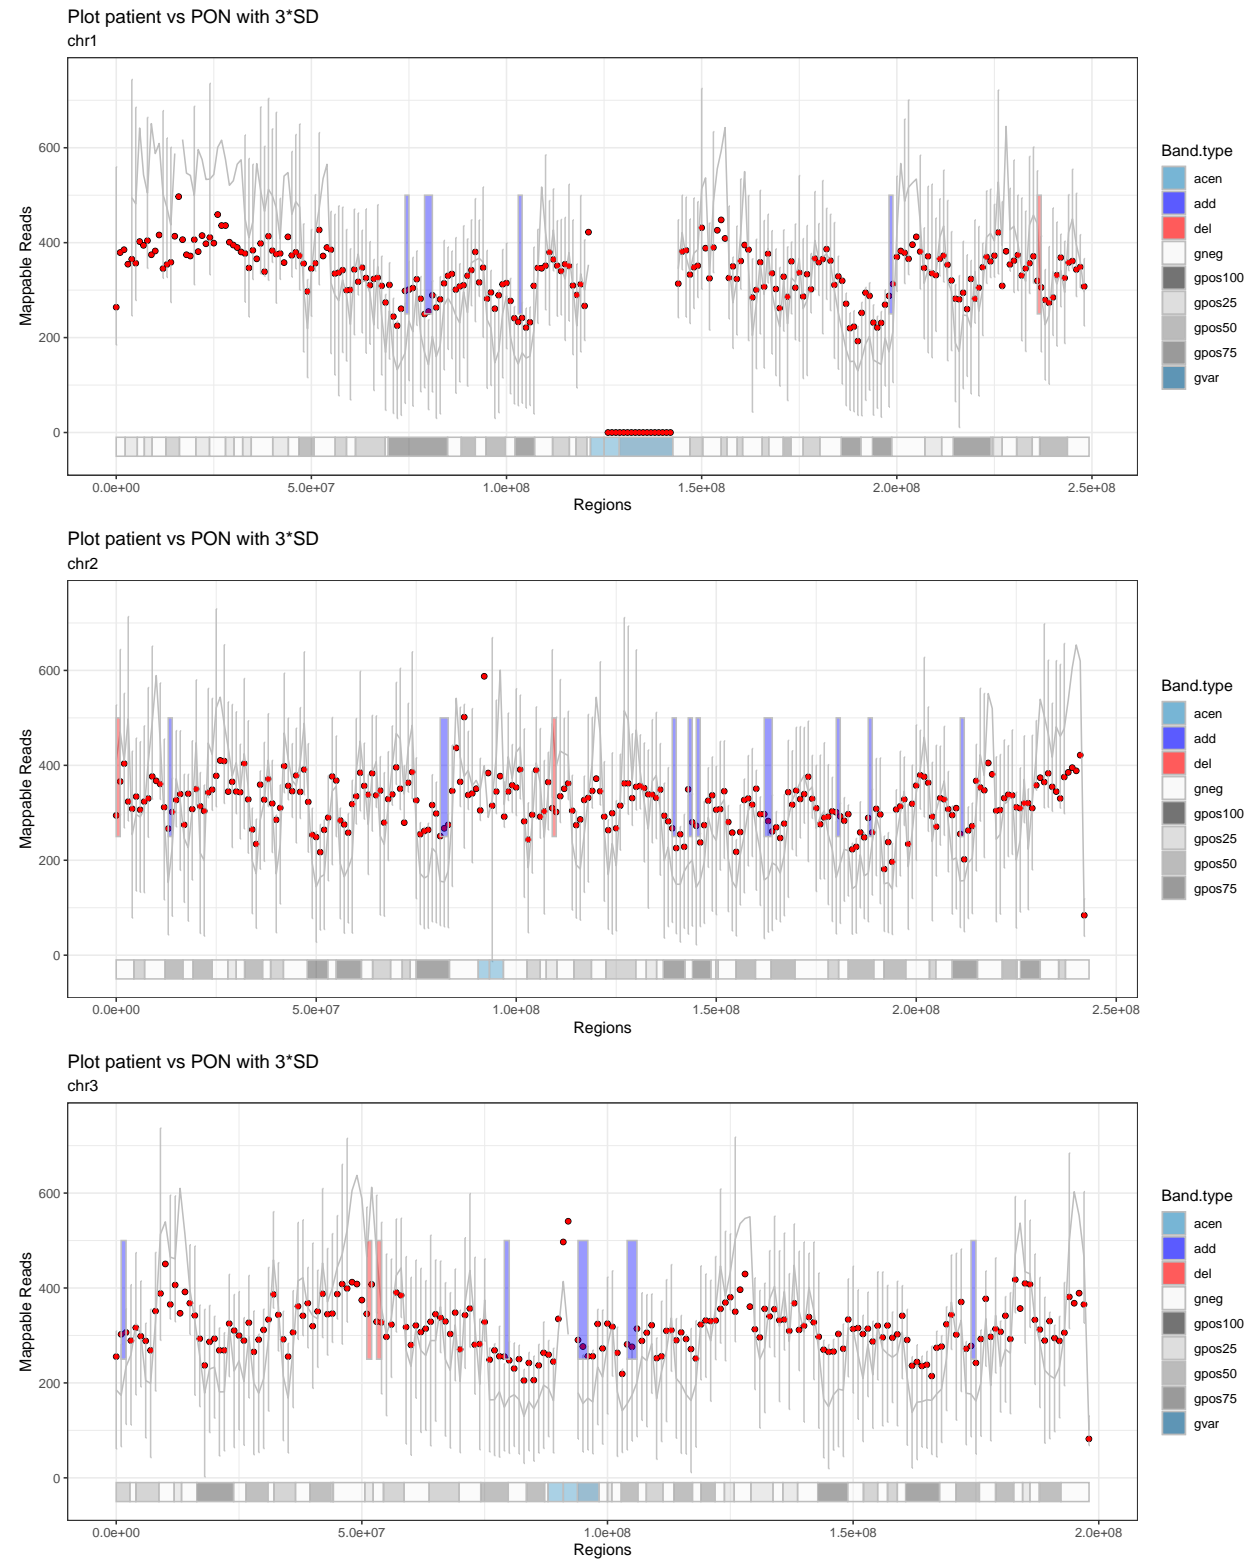 Plot patient vs PON with 3*SD
chr1
Mappable Reads
600
400
200
0
0.0e+00
5.0e+07
1.0e+08
1.5e+08
2.0e+08
2.5e+08
Regions
Band.type
acen
add
del
gneg
gpos100
gpos25
gpos50
gpos75
gvar
Plot patient vs PON with 3*SD
chr2
Mappable Reads
600
400
200
0
0.0e+00
5.0e+07
1.0e+08
1.5e+08
2.0e+08
2.5e+08
Regions
Band.type
acen
add
del
gneg
gpos100
gpos25
gpos50
gpos75
Plot patient vs PON with 3*SD
chr3
Mappable Reads
600
400
200
0
0.0e+00
5.0e+07
1.0e+08
1.5e+08
2.0e+08
Regions
Band.type
acen
add
del
gneg
gpos100
gpos25
gpos50
gpos75
gvar